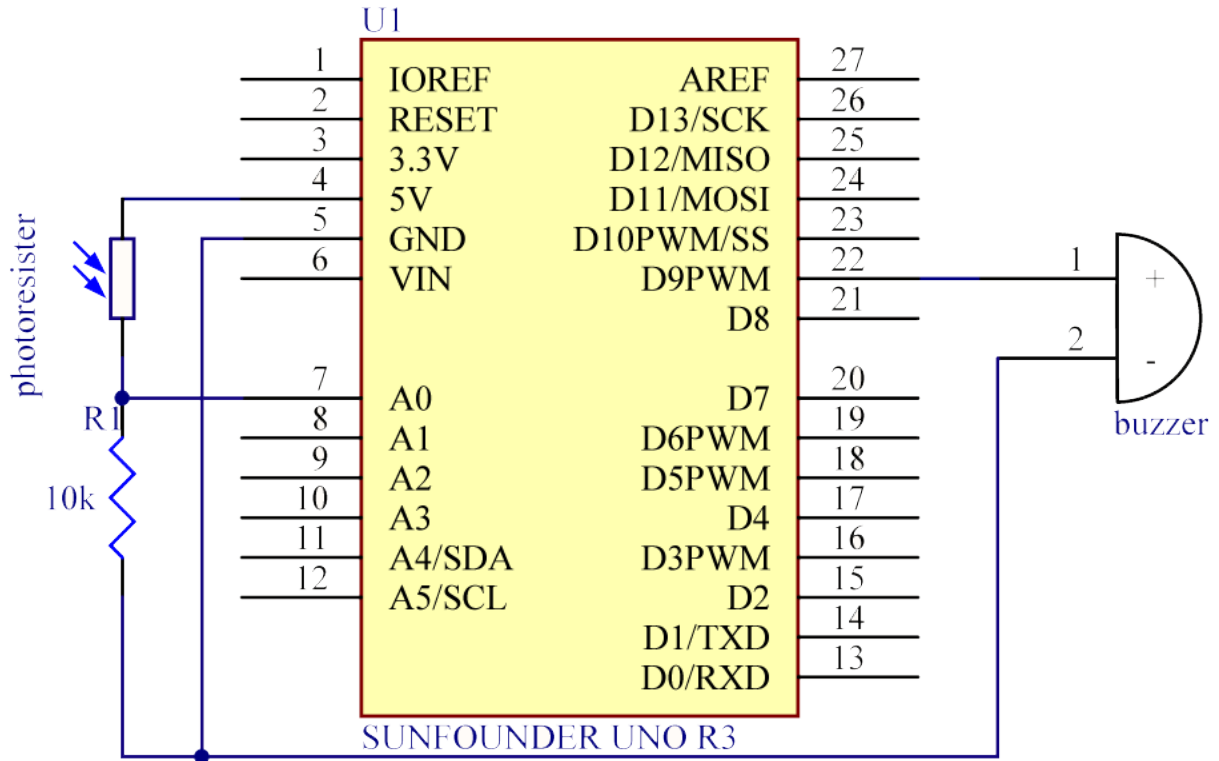 U1
1 IOREF AREF 27
2 RESET D13/SCK 26
3 3.3V D12/MISO 25
4 5V D11/MOSI 24
5 GND D10PWM/SS 23
6 VIN D9PWM 22
D8 21
7 A0 D7 20
8 A1 D6PWM 19
9 A2 D5PWM 18
10 A3 D4 17
11 A4/SDA D3PWM 16
12 A5/SCL D2 15
D1/TXD 14
D0/RXD 13
SUNFOUNDER UNO R3
photoresister
R1
10k
1 +
2 -
buzzer